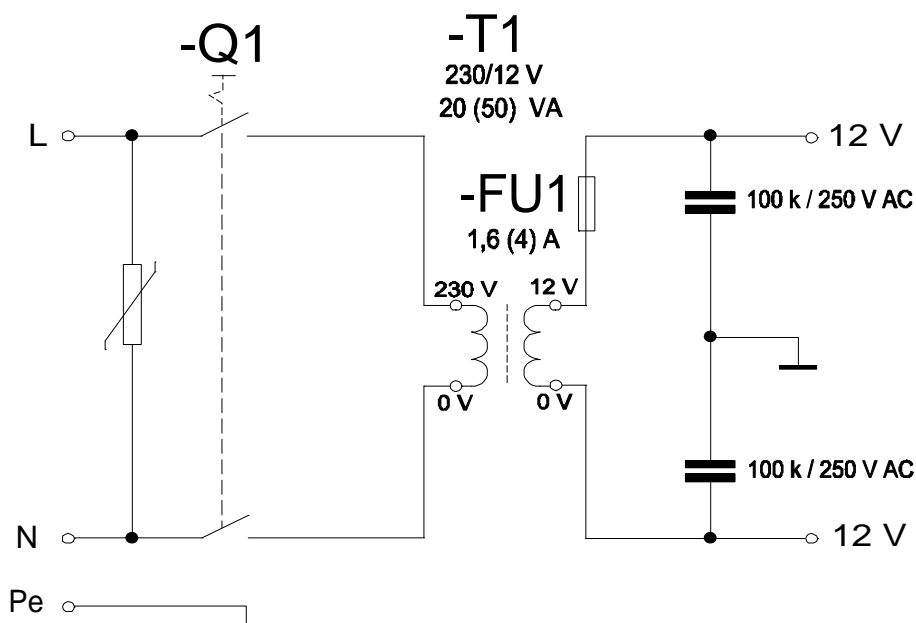 -Q1
-T1
230/12 V
20 (50) VA
L
12 V
-FU1
1,6 (4) A
100 k / 250 V AC
230 V
12 V
0 V
0 V
100 k / 250 V AC
N
12 V
Pe